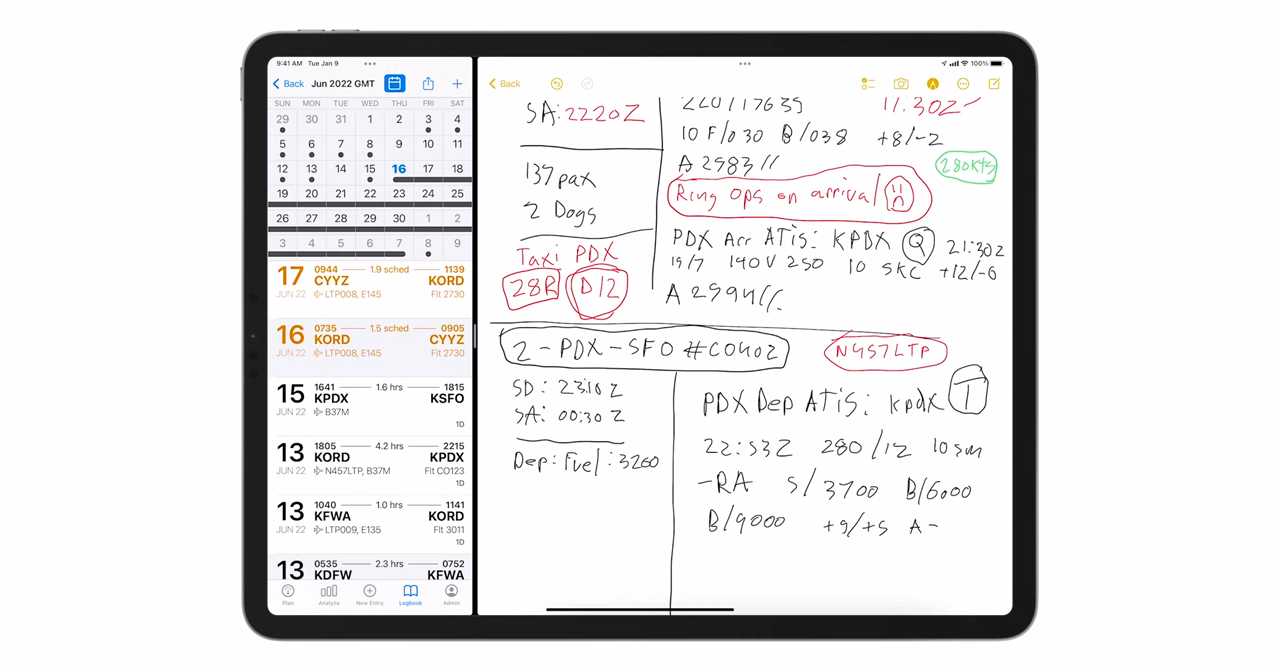 9:41 AM Tue Jan 9
100%
Back Jun 2022 GMT
SUN MON TUE WED THU FRI SAT
29 30 31 1 2 3 4
5 6 7 8 9 10 11
12 13 14 15 16 17 18
19 20 21 22 23 24 25
26 27 28 29 30 1 2
3 4 5 6 7 8 9
17 0944 1.9 sched 1139
CYYZ KORD
JUN 22 LTP008, E145 Flt 2730
16 0735 1.5 sched 0905
KORD CYYZ
JUN 22 LTP008, E145 Flt 2730
15 1641 1.6 hrs 1815
KPDX KSFO
JUN 22 B37M
1D
13 1805 4.2 hrs 2215
KORD KPDX
JUN 22 N457LTP, B37M Flt CO123
1D
13 1040 1.0 hrs 1141
KFWA KORD
JUN 22 LTP009, E135 Flt 3011
1D
13 0535 2.3 hrs 0752
KDFW KFWA
Plan Analyze New Entry Logbook Admin
Back
SA: 2220Z
137 pax
2 Dogs
Taxi PDX
28R D12
220/17G39 11:30Z
10 F/030 B/038 +8/-2
A 2983 //
280Kts
Ring Ops on arrival
PDX Arr ATis: KPDX Q 21:30Z
19/7 140V250 10 SKC +12/-6
A 2994 //
2-PDX-SFO #CO402 N457LTP
SD: 23:10 Z
SA: 00:30 Z
Dep: Fuel: 3260
PDX Dep ATis: Kpdx T
22:53Z 280/12 10sm
-RA S/3700 B/6000
B/9000 +9/+5 A -